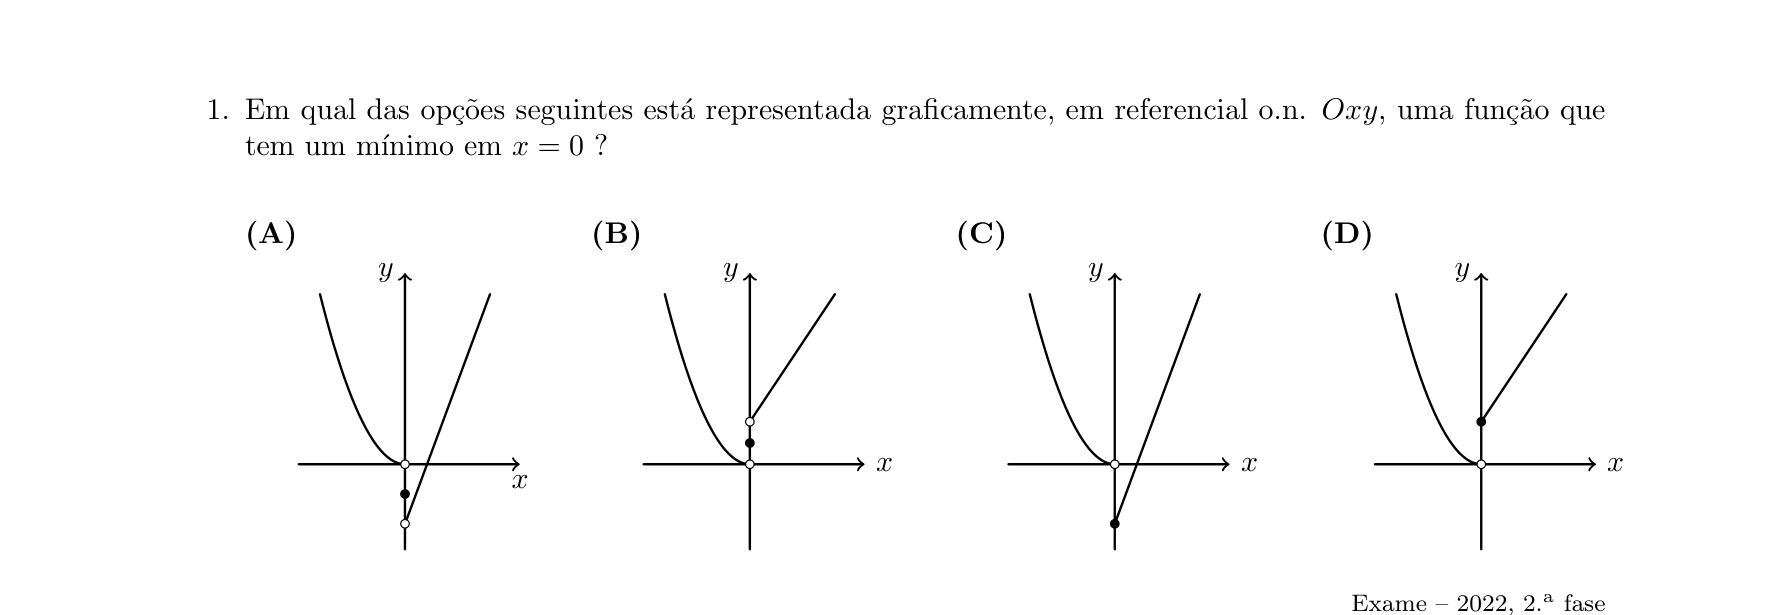 1. Em qual das opções seguintes está representada graficamente, em referencial o.n. Oxy, uma função que
tem um mínimo em x = 0 ?
(A) (B) (C) (D)
y y y y
x x x x
Exame – 2022, 2.ª fase